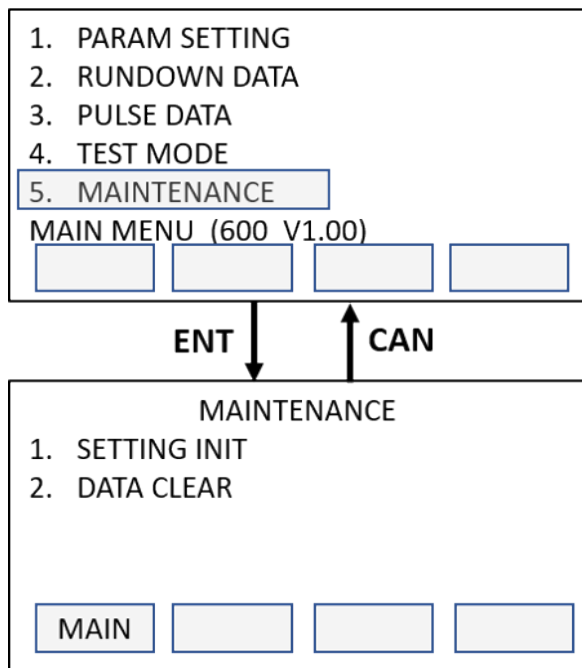 1. PARAM SETTING
2. RUNDOWN DATA
3. PULSE DATA
4. TEST MODE
5. MAINTENANCE
MAIN MENU (600 V1.00)
ENT CAN
MAINTENANCE
1. SETTING INIT
2. DATA CLEAR
MAIN